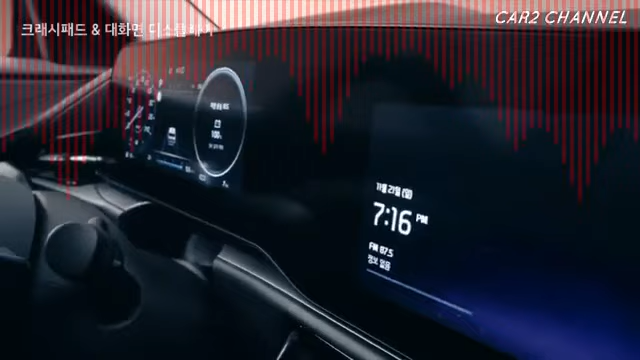 크래시패드 & 대화면 디스플레이
CAR2 CHANNEL
100%
11월 21일 (일)
7:16 PM
FM 87.5
정보 없음